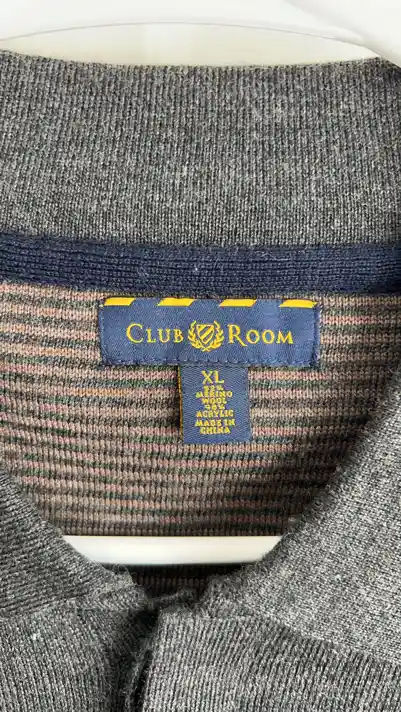 CLUB ROOM
XL
MERINO
WOOL
ACRYLIC
MADE IN
CHINA